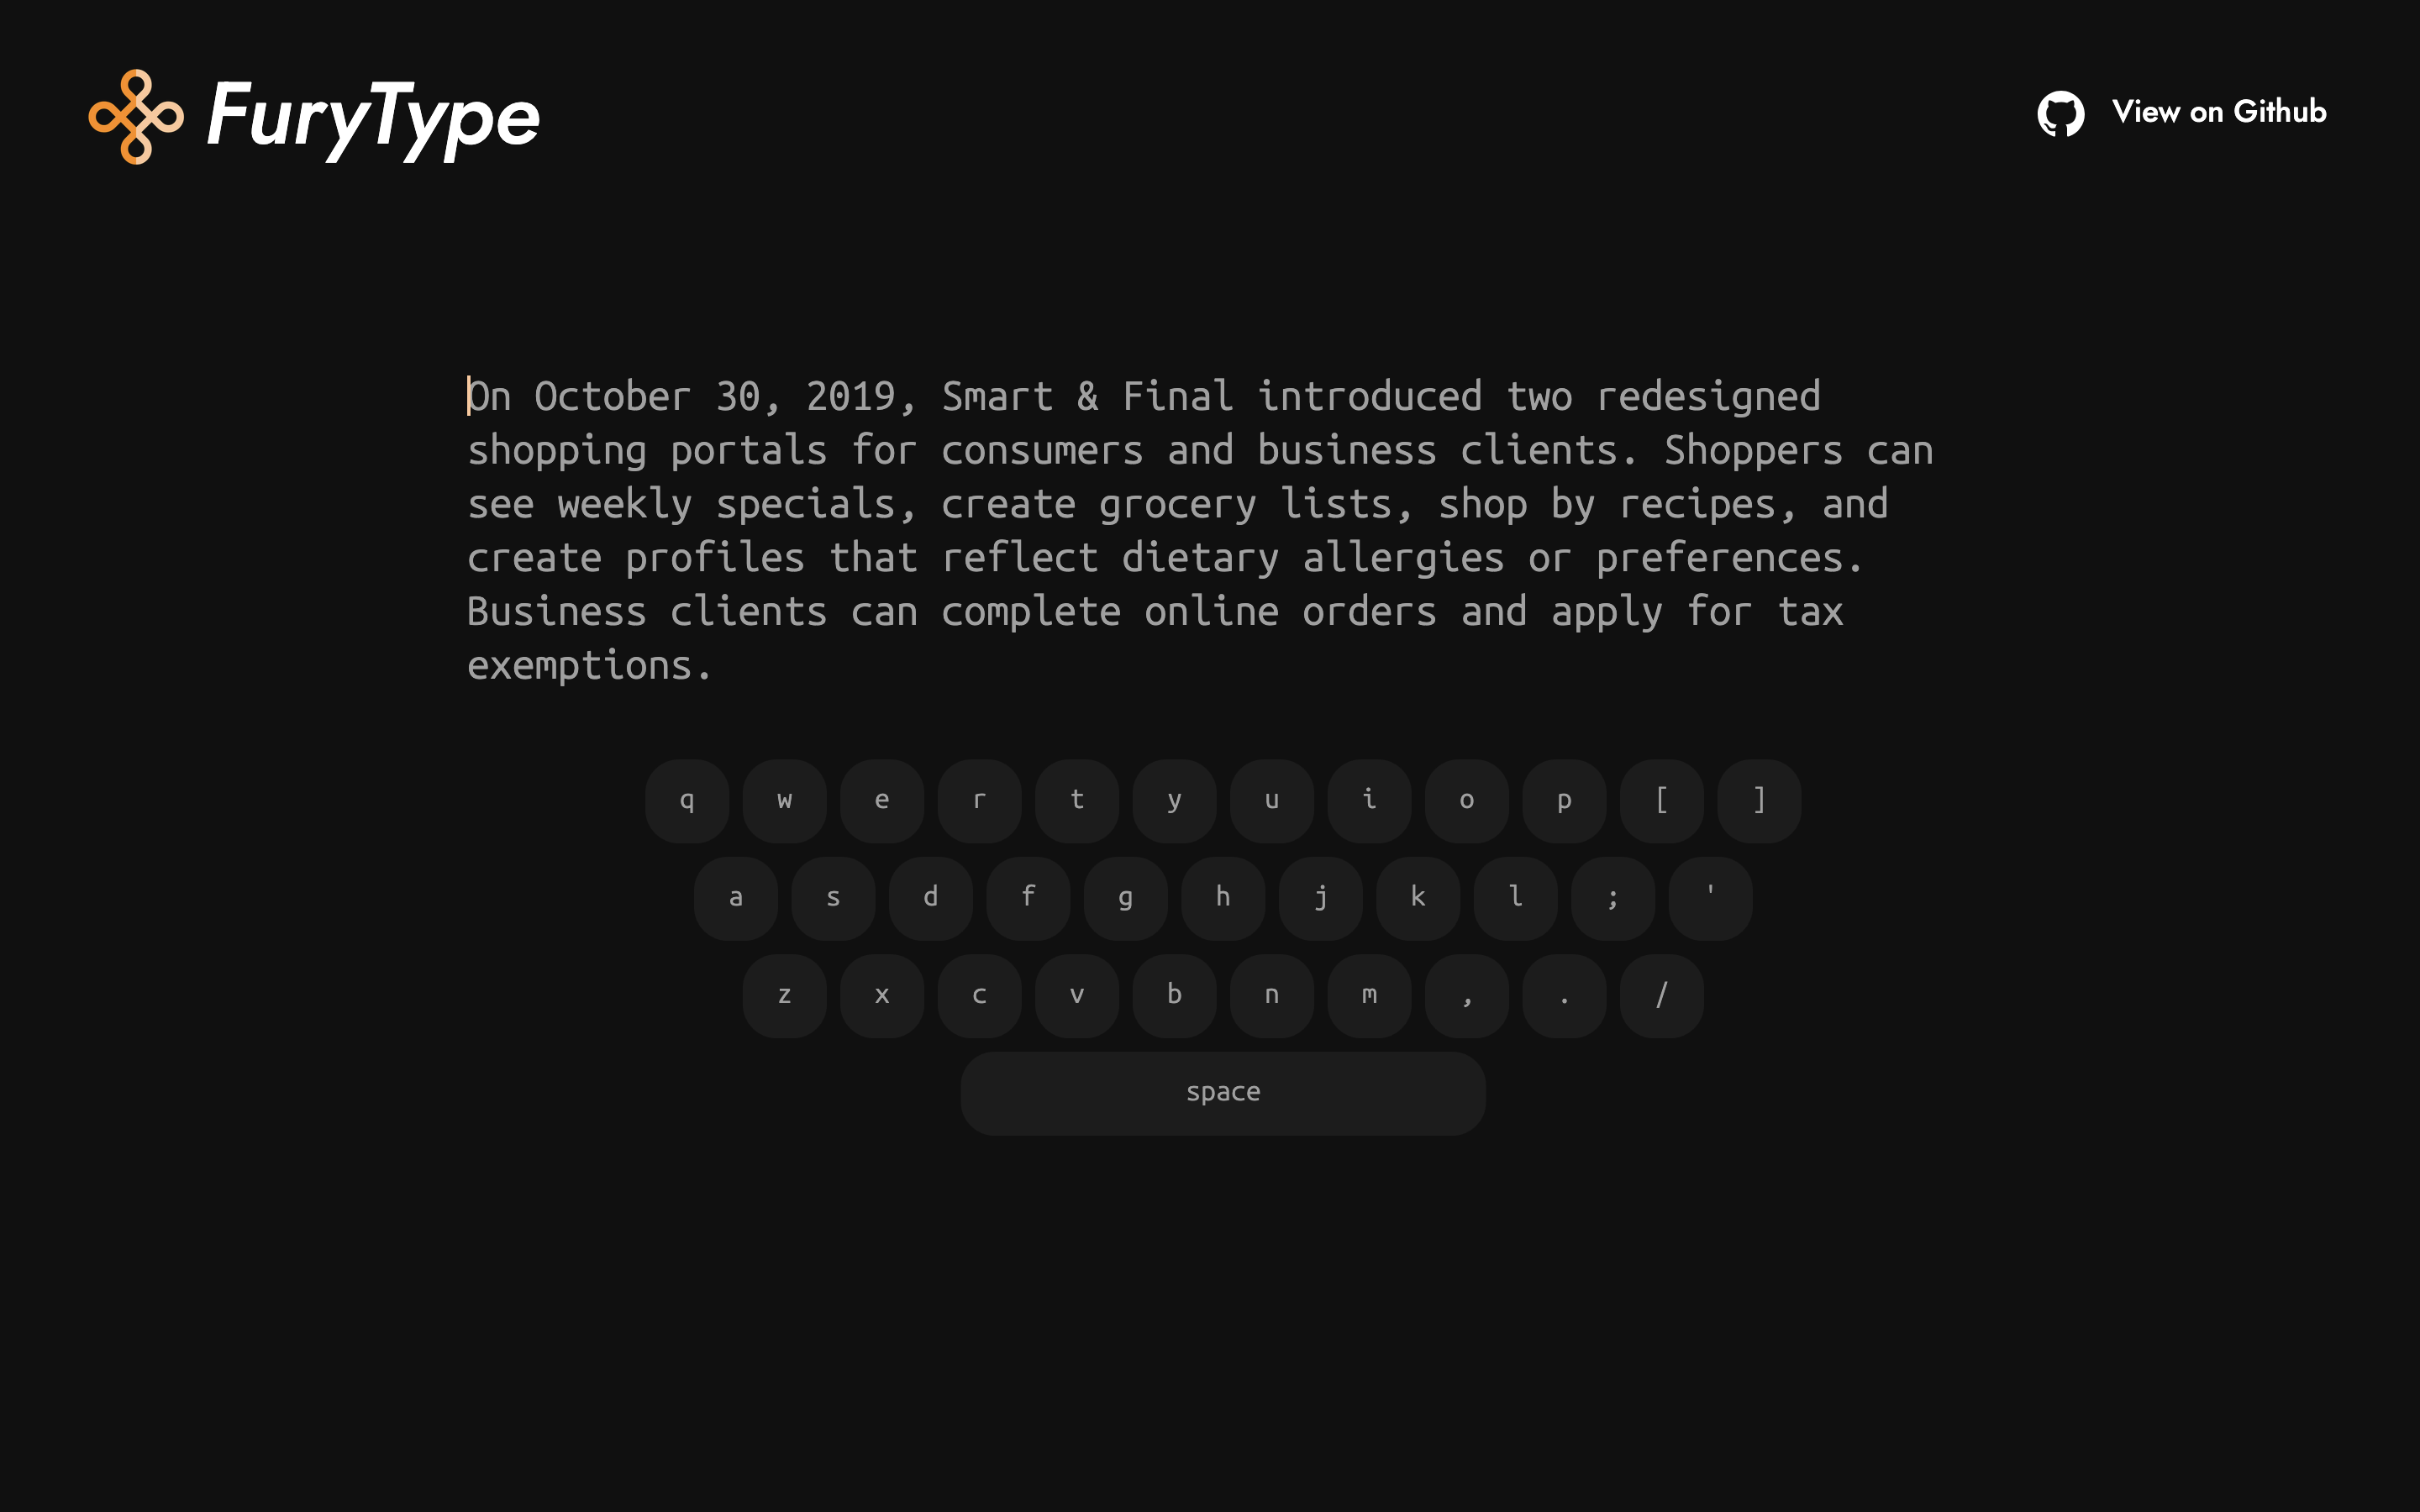 FuryType
View on Github
On October 30, 2019, Smart & Final introduced two redesigned
shopping portals for consumers and business clients. Shoppers can
see weekly specials, create grocery lists, shop by recipes, and
create profiles that reflect dietary allergies or preferences.
Business clients can complete online orders and apply for tax
exemptions.
q w e r t y u i o p [ ]
a s d f g h j k l ; '
z x c v b n m , . /
space